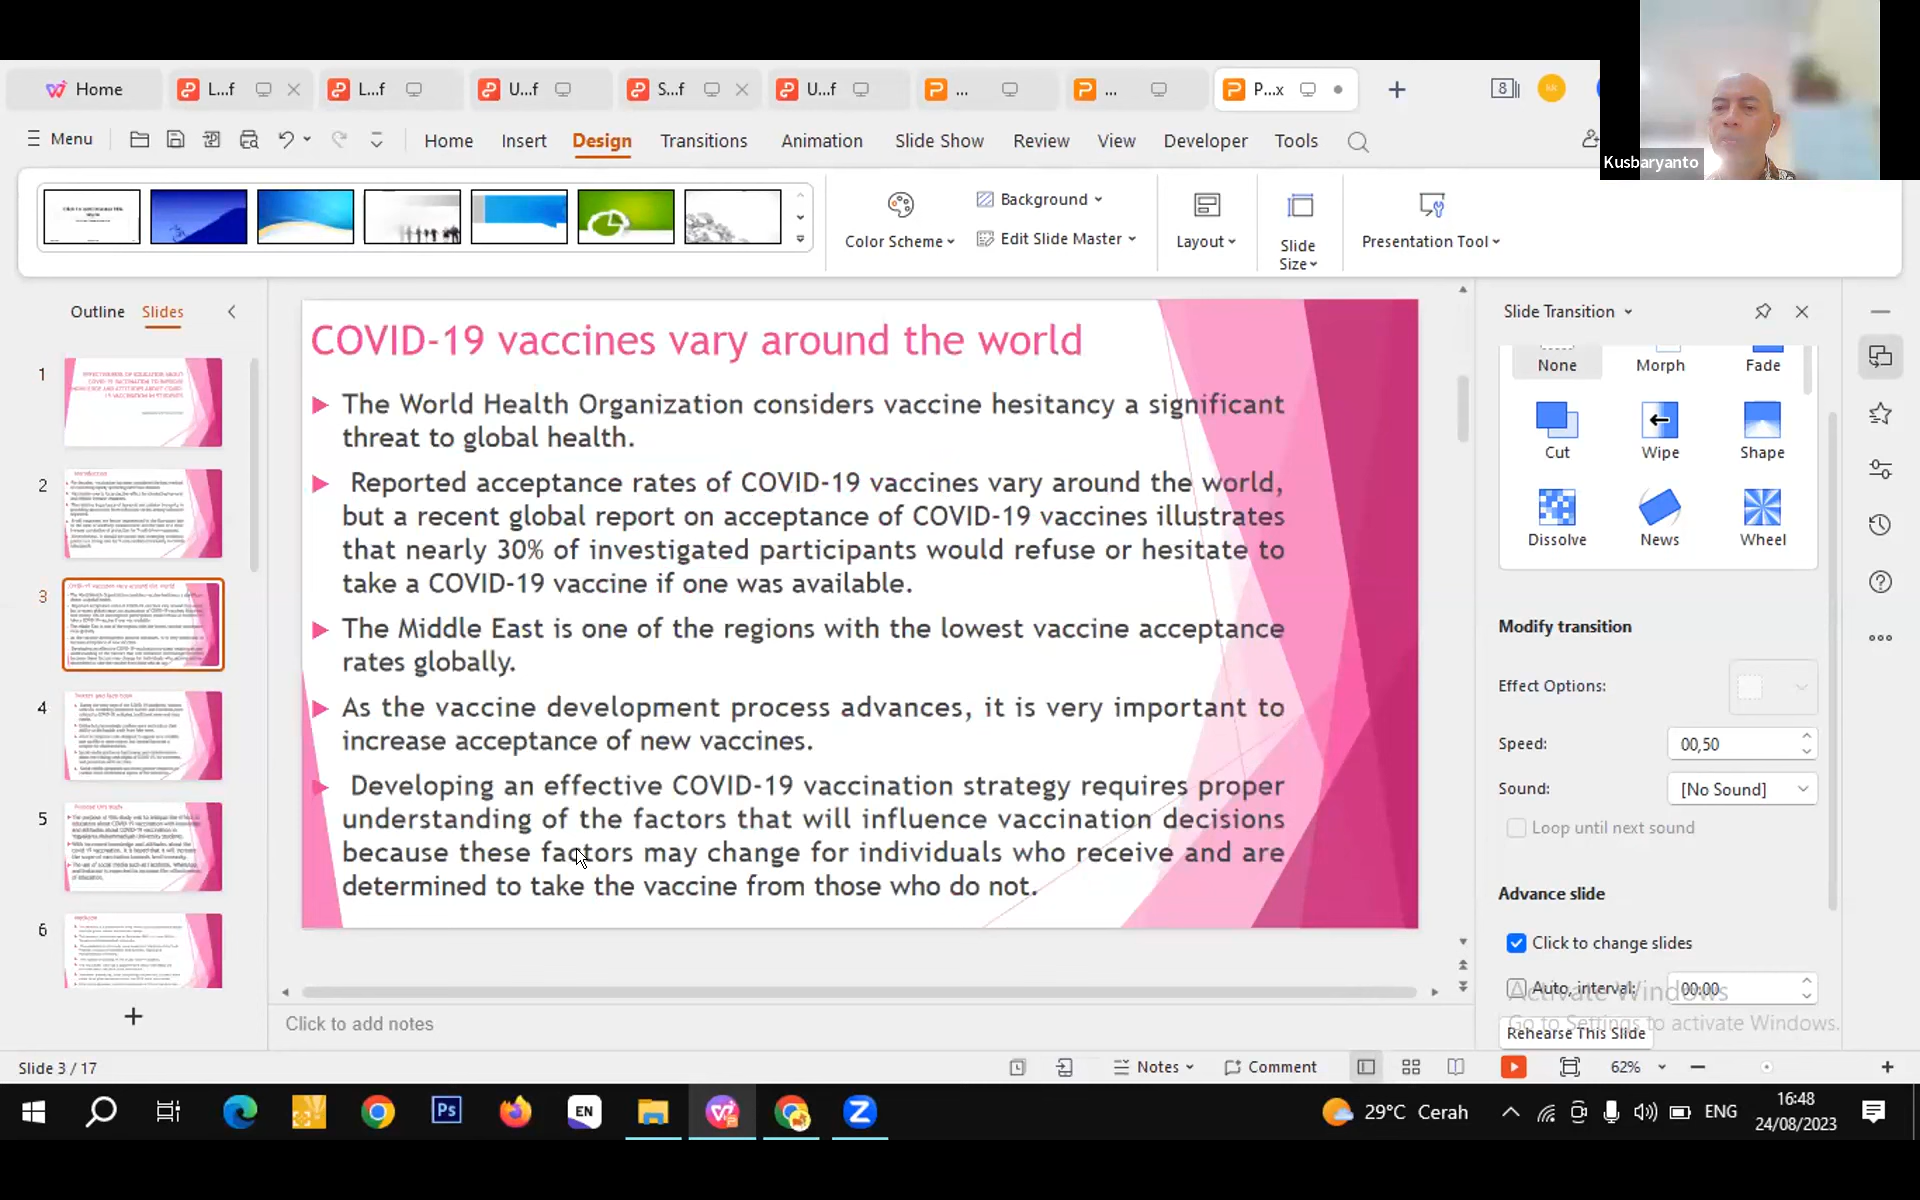 Home
L...f
L...f
U...f
S...f
U...f
...
...
P...x
8
Kusbaryanto
Menu
Home Insert Design Transitions Animation Slide Show Review View Developer Tools
Color Scheme
Background
Edit Slide Master
Layout
Slide
Size
Presentation Tool
Outline Slides
1
2
3
4
5
6
COVID-19 vaccines vary around the world
The World Health Organization considers vaccine hesitancy a significant
threat to global health.
Reported acceptance rates of COVID-19 vaccines vary around the world,
but a recent global report on acceptance of COVID-19 vaccines illustrates
that nearly 30% of investigated participants would refuse or hesitate to
take a COVID-19 vaccine if one was available.
The Middle East is one of the regions with the lowest vaccine acceptance
rates globally.
As the vaccine development process advances, it is very important to
increase acceptance of new vaccines.
Developing an effective COVID-19 vaccination strategy requires proper
understanding of the factors that will influence vaccination decisions
because these factors may change for individuals who receive and are
determined to take the vaccine from those who do not.
Slide Transition
None Morph Fade
Cut Wipe Shape
Dissolve News Wheel
Modify transition
Effect Options:
Speed: 00,50
Sound: [No Sound]
Loop until next sound
Advance slide
Click to change slides
Auto, interval: 00:00
Rehearse This Slide
Activate Windows
Go to Settings to activate Windows.
Click to add notes
Slide 3 / 17
Notes
Comment
62%
Ps
EN
29°C Cerah
ENG
16:48
24/08/2023